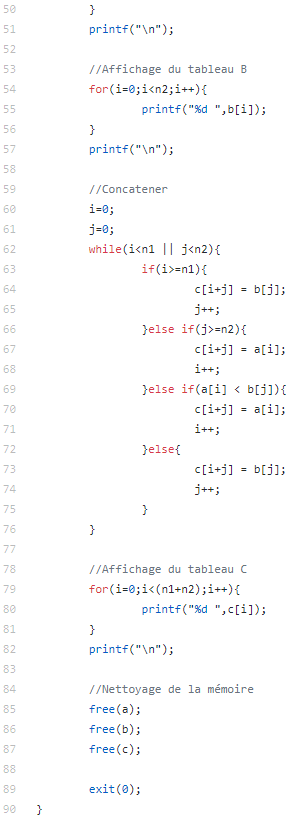 50 }
51 printf("\n");
52
53 //Affichage du tableau B
54 for(i=0;i<n2;i++){
55 printf("%d ",b[i]);
56 }
57 printf("\n");
58
59 //Concatener
60 i=0;
61 j=0;
62 while(i<n1 || j<n2){
63 if(i>=n1){
64 c[i+j] = b[j];
65 j++;
66 }else if(j>=n2){
67 c[i+j] = a[i];
68 i++;
69 }else if(a[i] < b[j]){
70 c[i+j] = a[i];
71 i++;
72 }else{
73 c[i+j] = b[j];
74 j++;
75 }
76 }
77
78 //Affichage du tableau C
79 for(i=0;i<(n1+n2);i++){
80 printf("%d ",c[i]);
81 }
82 printf("\n");
83
84 //Nettoyage de la mémoire
85 free(a);
86 free(b);
87 free(c);
88
89 exit(0);
90 }